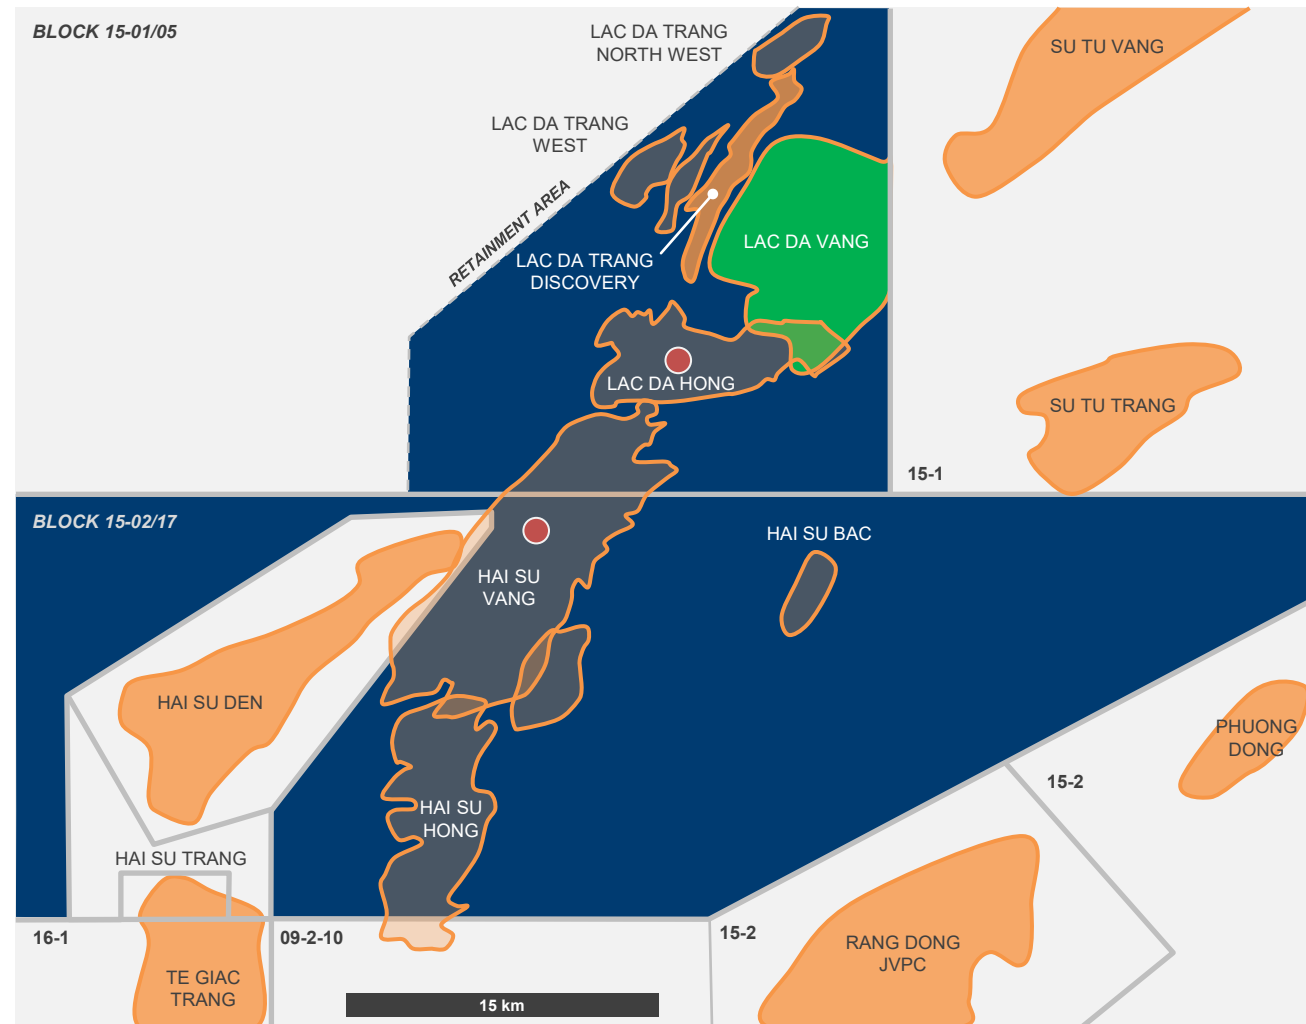 BLOCK 15-01/05
LAC DA TRANG
NORTH WEST
SU TU VANG
LAC DA TRANG
WEST
RETAINMENT AREA
LAC DA VANG
LAC DA TRANG
DISCOVERY
LAC DA HONG
SU TU TRANG
15-1
BLOCK 15-02/17
HAI SU BAC
HAI SU
VANG
HAI SU DEN
PHUONG
DONG
15-2
HAI SU
HONG
HAI SU TRANG
16-1
09-2-10
15-2
RANG DONG
JVPC
TE GIAC
TRANG
15 km